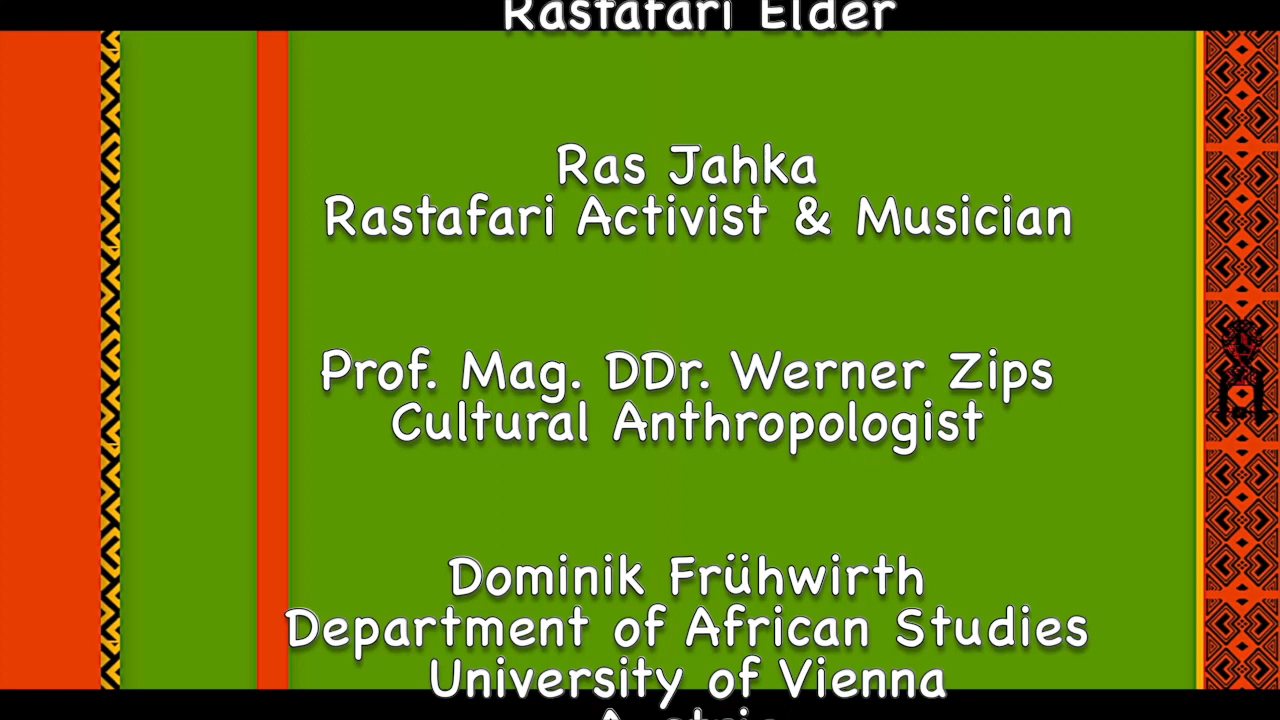 Rastafari Elder
Ras Jahka
Rastafari Activist & Musician
Prof. Mag. DDr. Werner Zips
Cultural Anthropologist
Dominik Frühwirth
Department of African Studies
University of Vienna
Austria